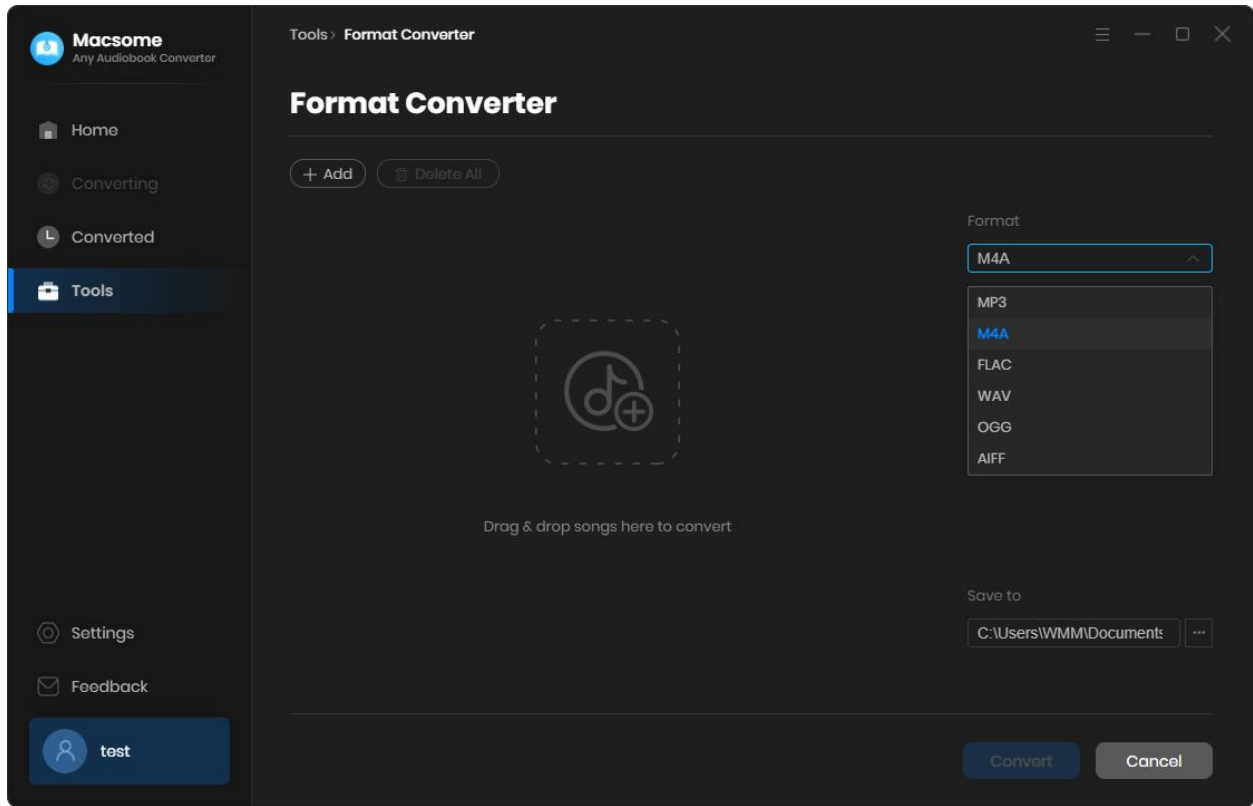 Macsome
Any Audiobook Converter
Home
Converting
Converted
Tools
Settings
Feedback
test
Tools› Format Converter
Format Converter
+ Add
Delete All
Drag & drop songs here to convert
Format
M4A
MP3
M4A
FLAC
WAV
OGG
AIFF
Save to
C:\Users\WMM\Documents
...
Convert
Cancel